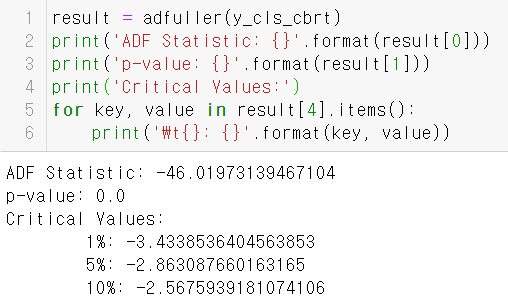 1 result = adfuller(y_cls_cbrt)
2 print('ADF Statistic: {}'.format(result[0]))
3 print('p-value: {}'.format(result[1]))
4 print('Critical Values:')
5 for key, value in result[4].items():
6     print('₩t{}: {}'.format(key, value))
ADF Statistic: -46.01973139467104
p-value: 0.0
Critical Values:
        1%: -3.4338536404563853
        5%: -2.863087660163165
        10%: -2.5675939181074106